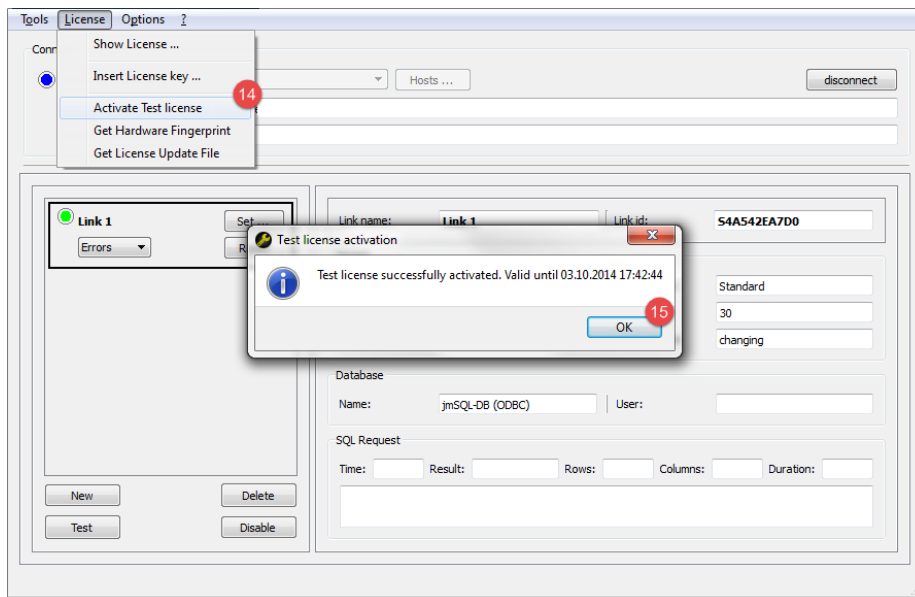 Tools License Options ?
Show License ...
Insert License key ...
Hosts ...
disconnect
14
Activate Test license
Get Hardware Fingerprint
Get License Update File
Link 1
Set ...
Errors
Link name: Link 1 Link id: S4A542EA7D0
Test license activation
Test license successfully activated. Valid until 03.10.2014 17:42:44
15
OK
Standard
30
changing
Database
Name: jmSQL-DB (ODBC) User:
SQL Request
Time: Result: Rows: Columns: Duration:
New Delete
Test Disable